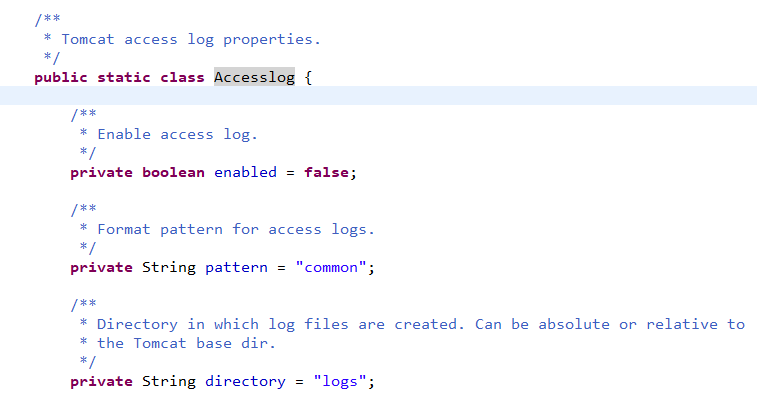 /**
* Tomcat access log properties.
*/
public static class Accesslog {
/**
* Enable access log.
*/
private boolean enabled = false;
/**
* Format pattern for access logs.
*/
private String pattern = "common";
/**
* Directory in which log files are created. Can be absolute or relative to
* the Tomcat base dir.
*/
private String directory = "logs";